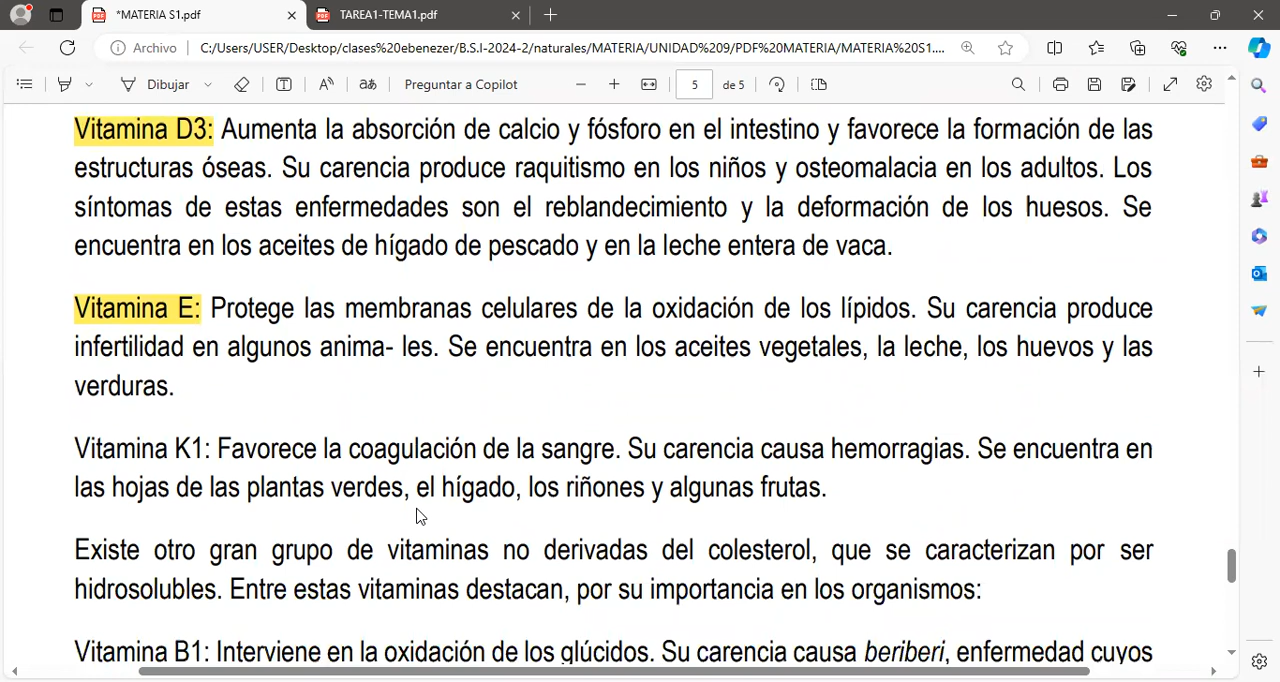 *MATERIA S1.pdf
TAREA1-TEMA1.pdf
Archivo
C:/Users/USER/Desktop/clases%20ebenezer/B.S.I-2024-2/naturales/MATERIA/UNIDAD%209/PDF%20MATERIA/MATERIA%20S1....
Dibujar
aあ
Preguntar a Copilot
5
de 5
Vitamina D3: Aumenta la absorción de calcio y fósforo en el intestino y favorece la formación de las
estructuras óseas. Su carencia produce raquitismo en los niños y osteomalacia en los adultos. Los
síntomas de estas enfermedades son el reblandecimiento y la deformación de los huesos. Se
encuentra en los aceites de hígado de pescado y en la leche entera de vaca.
Vitamina E: Protege las membranas celulares de la oxidación de los lípidos. Su carencia produce
infertilidad en algunos anima- les. Se encuentra en los aceites vegetales, la leche, los huevos y las
verduras.
Vitamina K1: Favorece la coagulación de la sangre. Su carencia causa hemorragias. Se encuentra en
las hojas de las plantas verdes, el hígado, los riñones y algunas frutas.
Existe otro gran grupo de vitaminas no derivadas del colesterol, que se caracterizan por ser
hidrosolubles. Entre estas vitaminas destacan, por su importancia en los organismos:
Vitamina B1: Interviene en la oxidación de los glúcidos. Su carencia causa beriberi, enfermedad cuyos